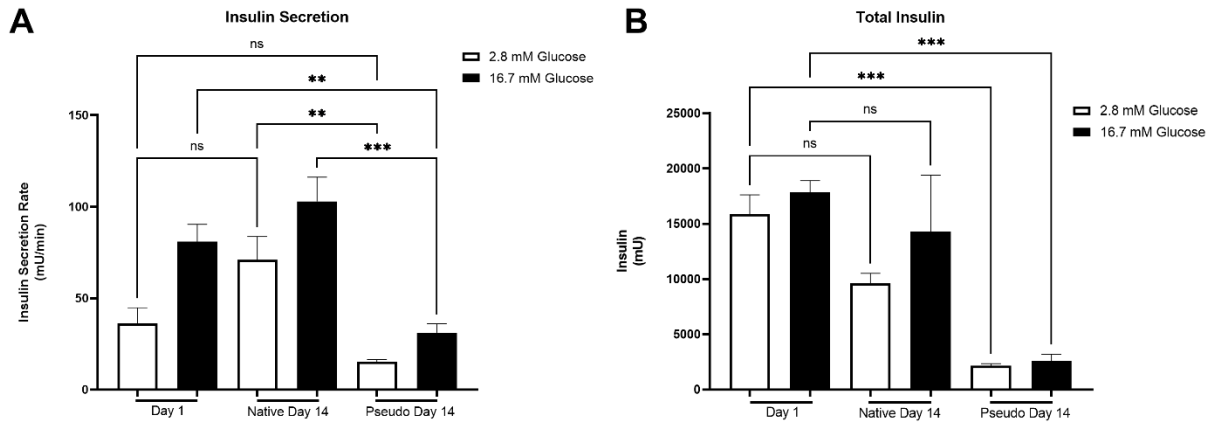 A
Insulin Secretion
ns
**
**
ns
***
2.8 mM Glucose
16.7 mM Glucose
Insulin Secretion Rate
(mU/min)
150
100
50
0
Day 1
Native Day 14
Pseudo Day 14
B
Total Insulin
***
***
ns
ns
2.8 mM Glucose
16.7 mM Glucose
Insulin
(mU)
25000
20000
15000
10000
5000
0
Day 1
Native Day 14
Pseudo Day 14